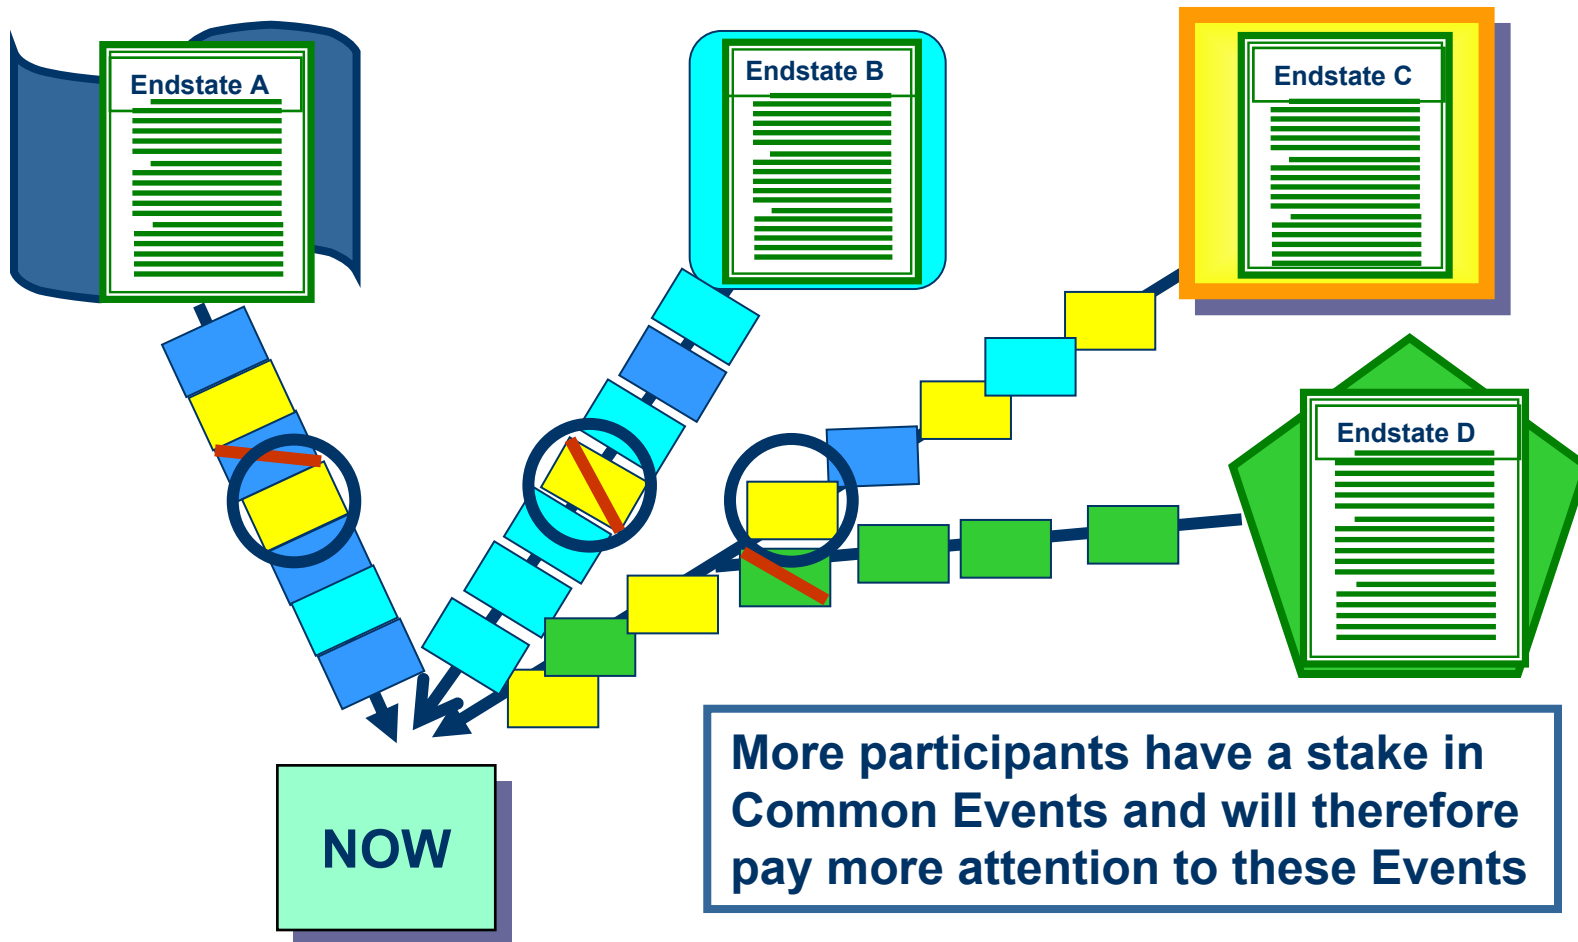 Endstate A
Endstate B
Endstate C
Endstate D
NOW
More participants have a stake in
Common Events and will therefore
pay more attention to these Events